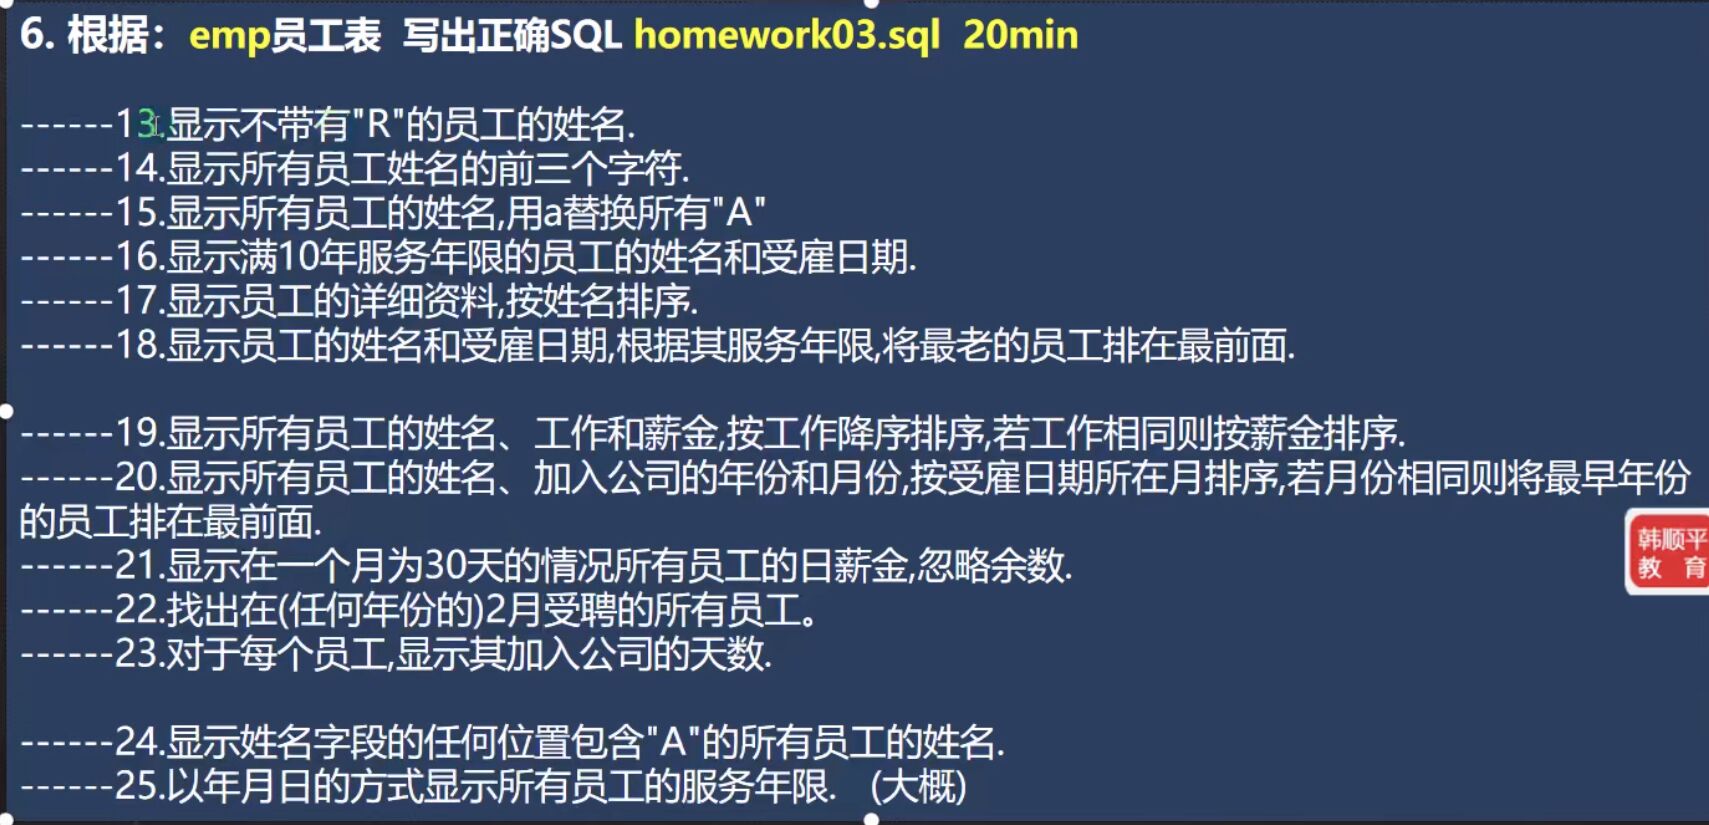 6. 根据：emp员工表 写出正确SQL homework03.sql 20min
------13.显示不带有"R"的员工的姓名.
------14.显示所有员工姓名的前三个字符.
------15.显示所有员工的姓名,用a替换所有"A"
------16.显示满10年服务年限的员工的姓名和受雇日期.
------17.显示员工的详细资料,按姓名排序.
------18.显示员工的姓名和受雇日期,根据其服务年限,将最老的员工排在最前面.
------19.显示所有员工的姓名、工作和薪金,按工作降序排序,若工作相同则按薪金排序.
------20.显示所有员工的姓名、加入公司的年份和月份,按受雇日期所在月排序,若月份相同则将最早年份
的员工排在最前面.
------21.显示在一个月为30天的情况所有员工的日薪金,忽略余数.
------22.找出在(任何年份的)2月受聘的所有员工。
------23.对于每个员工,显示其加入公司的天数.
------24.显示姓名字段的任何位置包含"A"的所有员工的姓名.
------25.以年月日的方式显示所有员工的服务年限. (大概)
韩顺平
教 育